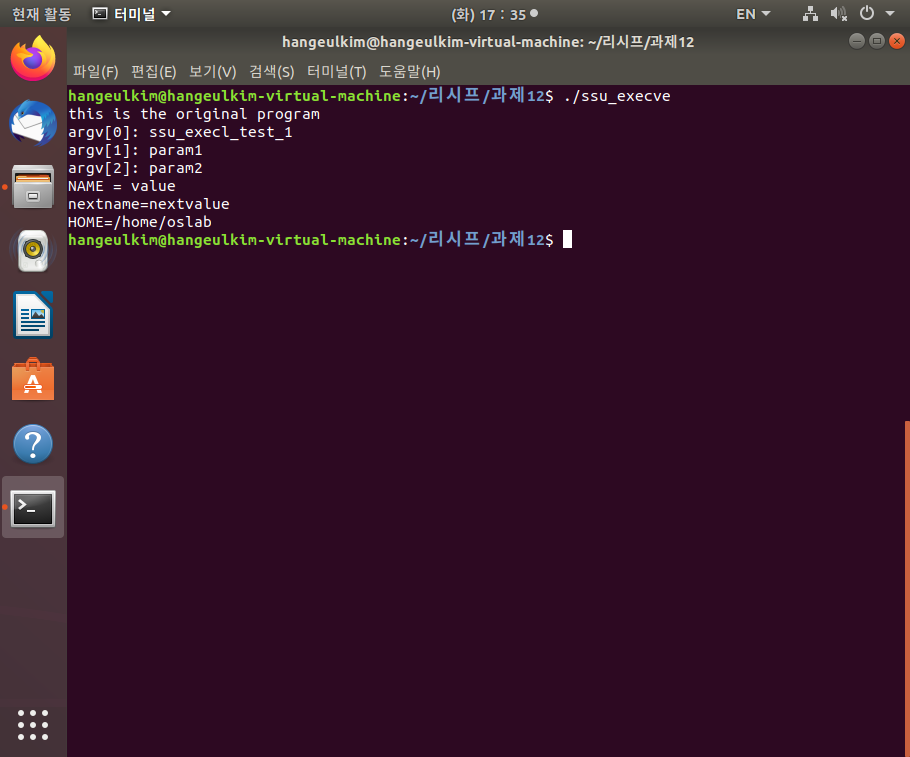 현재 활동 터미널 (화) 17 : 35 EN
hangeulkim@hangeulkim-virtual-machine: ~/리시프/과제12
파일(F) 편집(E) 보기(V) 검색(S) 터미널(T) 도움말(H)
hangeulkim@hangeulkim-virtual-machine:~/리시프/과제12$ ./ssu_execve
this is the original program
argv[0]: ssu_execl_test_1
argv[1]: param1
argv[2]: param2
NAME = value
nextname=nextvalue
HOME=/home/oslab
hangeulkim@hangeulkim-virtual-machine:~/리시프/과제12$